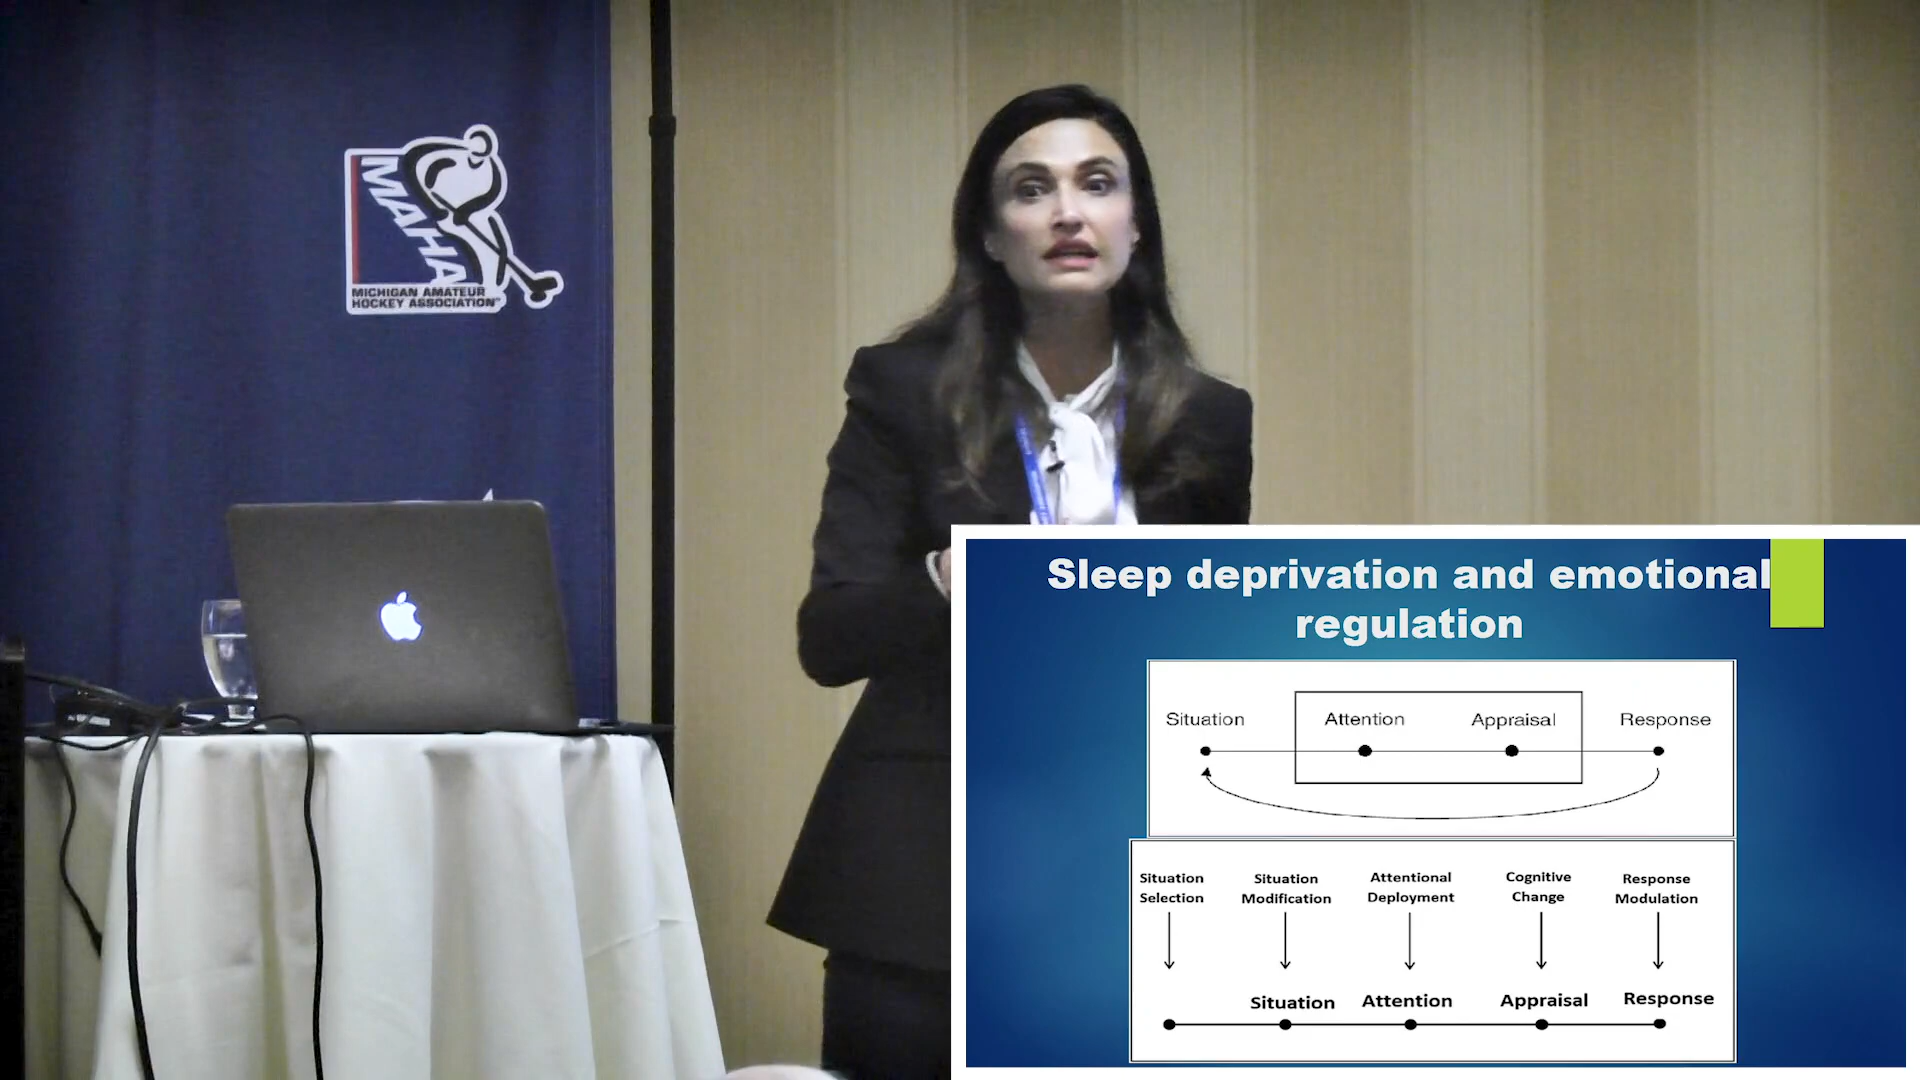 MAHA
MICHIGAN AMATEUR
HOCKEY ASSOCIATION
Sleep deprivation and emotional
regulation
Situation Attention Appraisal Response
Situation Situation Attentional Cognitive Response
Selection Modification Deployment Change Modulation
Situation Attention Appraisal Response